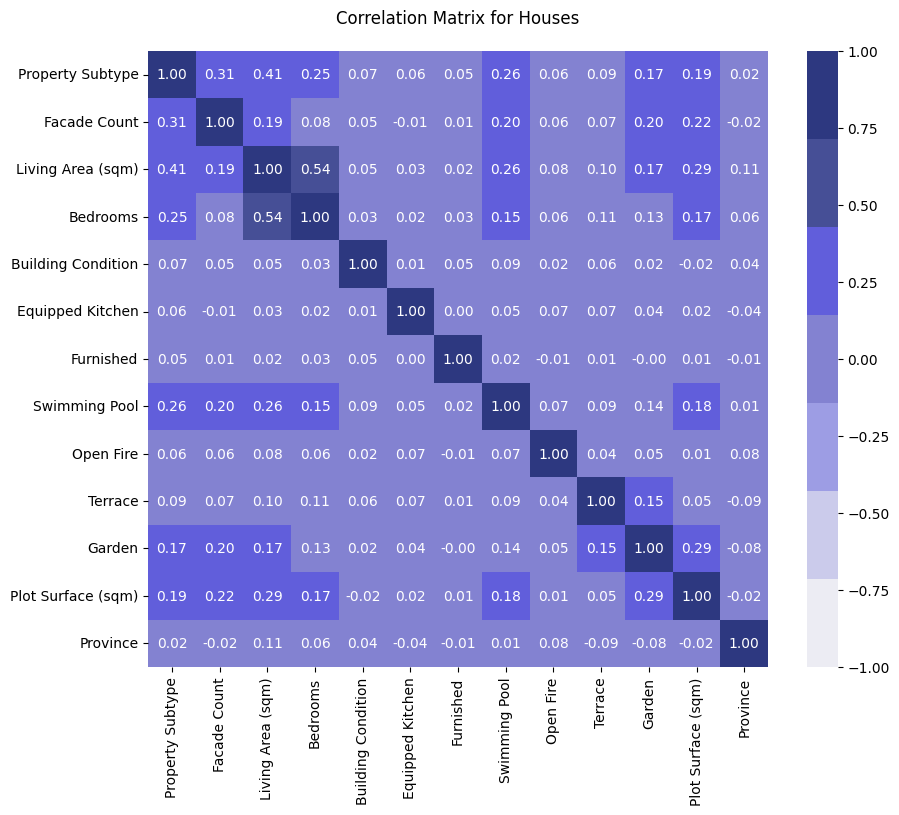 Correlation Matrix for Houses
Property Subtype 1.00 0.31 0.41 0.25 0.07 0.06 0.05 0.26 0.06 0.09 0.17 0.19 0.02
Facade Count 0.31 1.00 0.19 0.08 0.05 -0.01 0.01 0.20 0.06 0.07 0.20 0.22 -0.02
Living Area (sqm) 0.41 0.19 1.00 0.54 0.05 0.03 0.02 0.26 0.08 0.10 0.17 0.29 0.11
Bedrooms 0.25 0.08 0.54 1.00 0.03 0.02 0.03 0.15 0.06 0.11 0.13 0.17 0.06
Building Condition 0.07 0.05 0.05 0.03 1.00 0.01 0.05 0.09 0.02 0.06 0.02 -0.02 0.04
Equipped Kitchen 0.06 -0.01 0.03 0.02 0.01 1.00 0.00 0.05 0.07 0.07 0.04 0.02 -0.04
Furnished 0.05 0.01 0.02 0.03 0.05 0.00 1.00 0.02 -0.01 0.01 -0.00 0.01 -0.01
Swimming Pool 0.26 0.20 0.26 0.15 0.09 0.05 0.02 1.00 0.07 0.09 0.14 0.18 0.01
Open Fire 0.06 0.06 0.08 0.06 0.02 0.07 -0.01 0.07 1.00 0.04 0.05 0.01 0.08
Terrace 0.09 0.07 0.10 0.11 0.06 0.07 0.01 0.09 0.04 1.00 0.15 0.05 -0.09
Garden 0.17 0.20 0.17 0.13 0.02 0.04 -0.00 0.14 0.05 0.15 1.00 0.29 -0.08
Plot Surface (sqm) 0.19 0.22 0.29 0.17 -0.02 0.02 0.01 0.18 0.01 0.05 0.29 1.00 -0.02
Province 0.02 -0.02 0.11 0.06 0.04 -0.04 -0.01 0.01 0.08 -0.09 -0.08 -0.02 1.00
Property Subtype
Facade Count
Living Area (sqm)
Bedrooms
Building Condition
Equipped Kitchen
Furnished
Swimming Pool
Open Fire
Terrace
Garden
Plot Surface (sqm)
Province
1.00
0.75
0.50
0.25
0.00
−0.25
−0.50
−0.75
−1.00